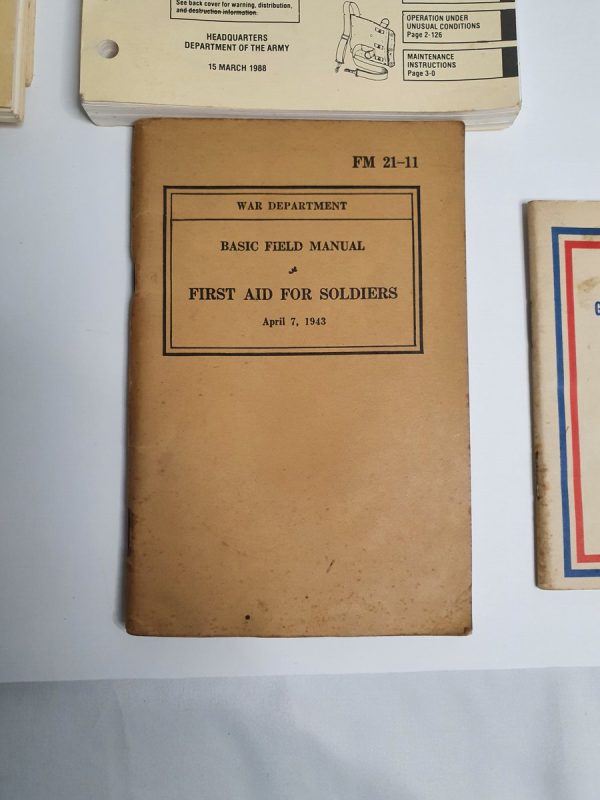 See back cover for warning, distribution,
and destruction information.
HEADQUARTERS
DEPARTMENT OF THE ARMY
15 MARCH 1988
OPERATION UNDER
UNUSUAL CONDITIONS
Page 2-126
MAINTENANCE
INSTRUCTIONS
Page 3-0
FM 21-11
WAR DEPARTMENT
BASIC FIELD MANUAL
FIRST AID FOR SOLDIERS
April 7, 1943
G